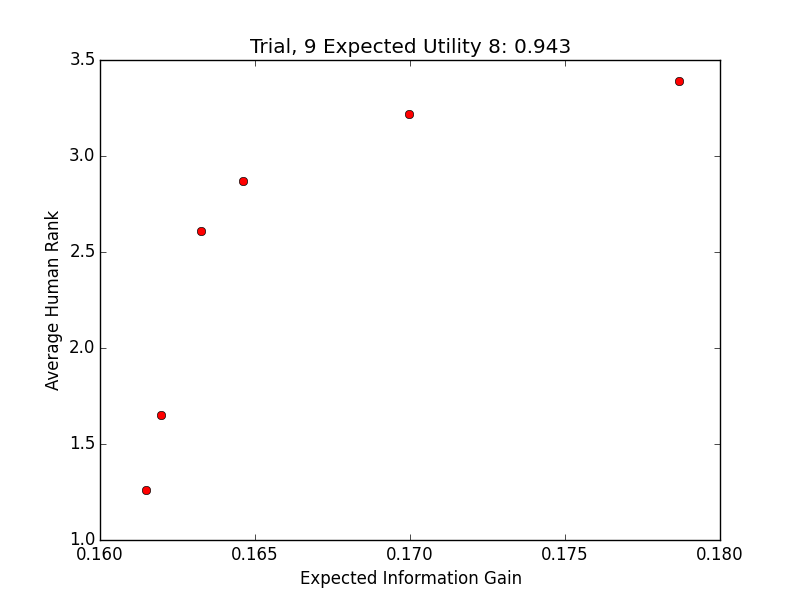 Trial, 9 Expected Utility 8: 0.943
3.5
3.0
2.5
2.0
1.5
1.0
Average Human Rank
0.160 0.165 0.170 0.175 0.180
Expected Information Gain